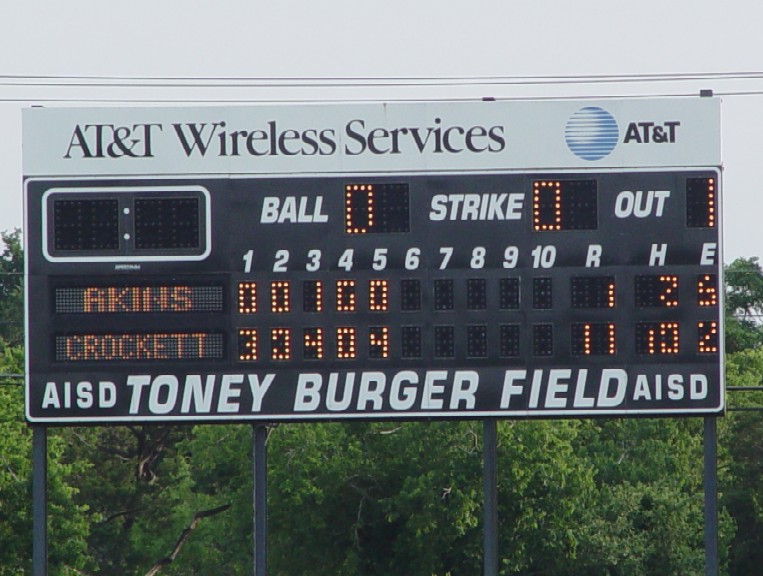 AT&T Wireless Services AT&T
BALL 0 STRIKE 0 OUT 1
1 2 3 4 5 6 7 8 9 10 R H E
AKINS 0 0 1 0 0 1 2 6
CROCKETT 3 0 4 0 4 11 2
AISD TONEY BURGER FIELD AISD